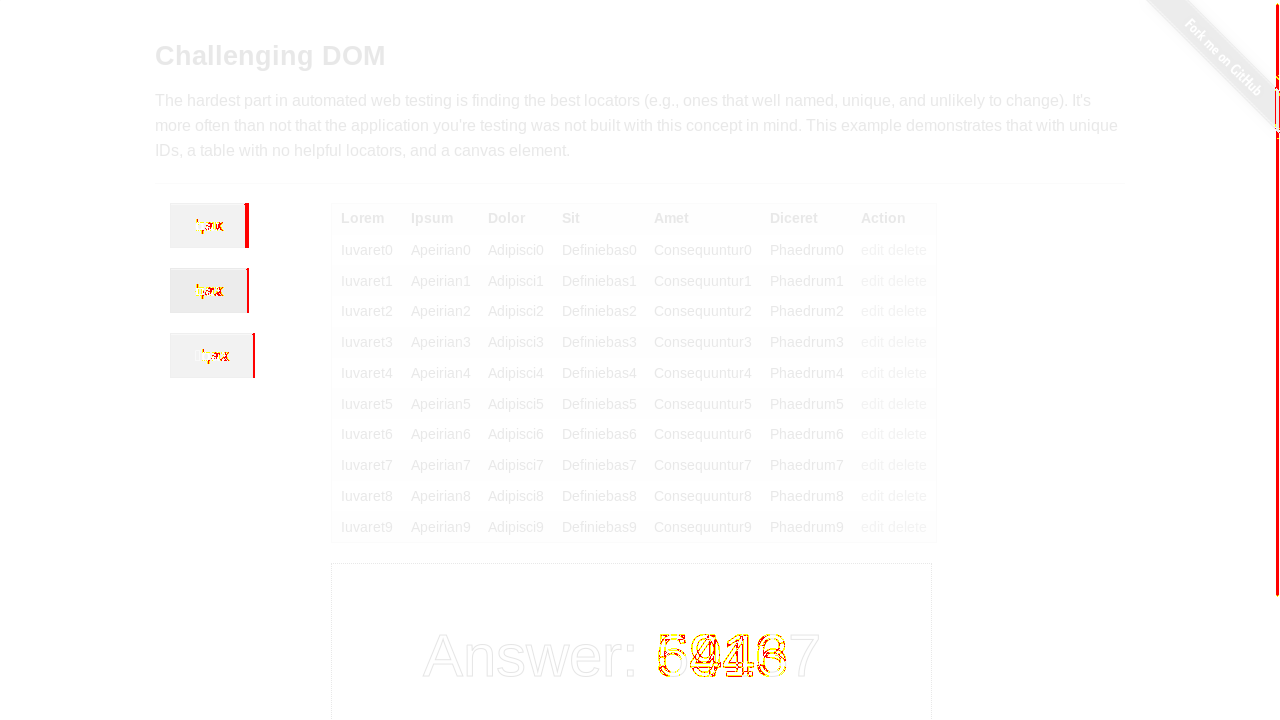 Fork me on GitHub
Challenging DOM
The hardest part in automated web testing is finding the best locators (e.g., ones that well named, unique, and unlikely to change). It's
more often than not that the application you're testing was not built with this concept in mind. This example demonstrates that with unique
IDs, a table with no helpful locators, and a canvas element.
Lorem Ipsum Dolor Sit Amet Diceret Action
Iuvaret0 Apeirian0 Adipisci0 Definiebas0 Consequuntur0 Phaedrum0 edit delete
Iuvaret1 Apeirian1 Adipisci1 Definiebas1 Consequuntur1 Phaedrum1 edit delete
Iuvaret2 Apeirian2 Adipisci2 Definiebas2 Consequuntur2 Phaedrum2 edit delete
Iuvaret3 Apeirian3 Adipisci3 Definiebas3 Consequuntur3 Phaedrum3 edit delete
Iuvaret4 Apeirian4 Adipisci4 Definiebas4 Consequuntur4 Phaedrum4 edit delete
Iuvaret5 Apeirian5 Adipisci5 Definiebas5 Consequuntur5 Phaedrum5 edit delete
Iuvaret6 Apeirian6 Adipisci6 Definiebas6 Consequuntur6 Phaedrum6 edit delete
Iuvaret7 Apeirian7 Adipisci7 Definiebas7 Consequuntur7 Phaedrum7 edit delete
Iuvaret8 Apeirian8 Adipisci8 Definiebas8 Consequuntur8 Phaedrum8 edit delete
Iuvaret9 Apeirian9 Adipisci9 Definiebas9 Consequuntur9 Phaedrum9 edit delete
Answer: